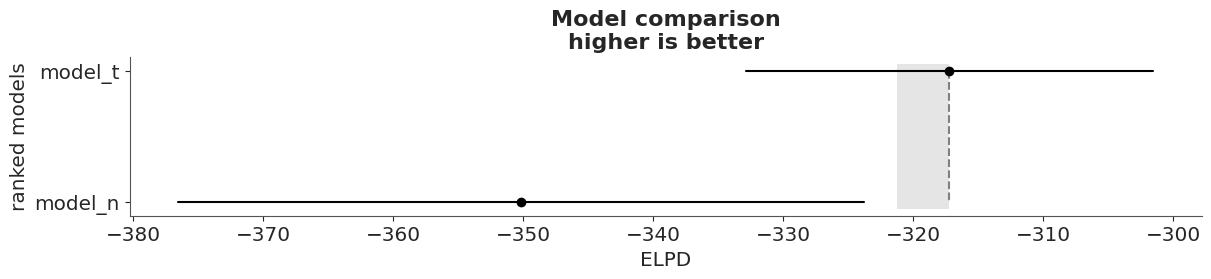 Model comparison
higher is better
ranked models
model_t
model_n
−380 −370 −360 −350 −340 −330 −320 −310 −300
ELPD